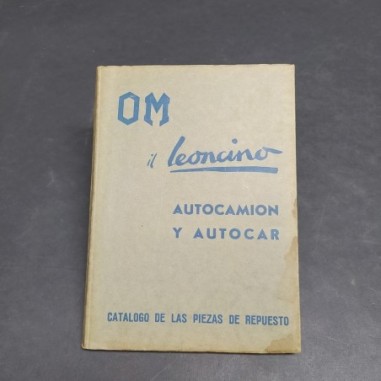 OM
il leoncino
AUTOCAMION
Y AUTOCAR
CATALOGO DE LAS PIEZAS DE REPUESTO